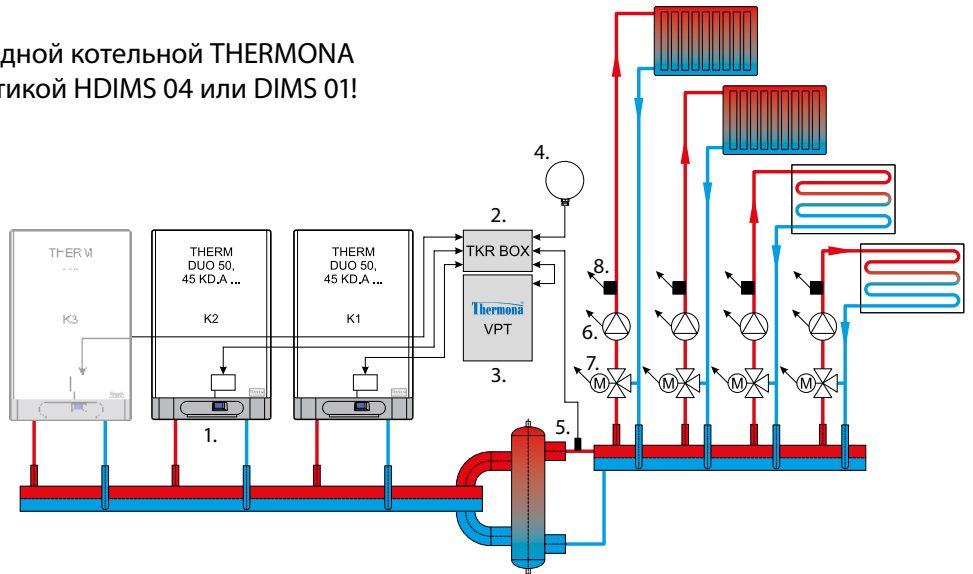 дной котельной THERMONA
тикой HDIMS 04 или DIMS 01!
4.
2.
TKR BOX
THERM
DUO 50,
45 KD.A ...
K2
THERM
DUO 50,
45 KD.A ...
K1
K3
Thermona
VPT
3.
8.
6.
7.
M
M
M
M
1.
5.